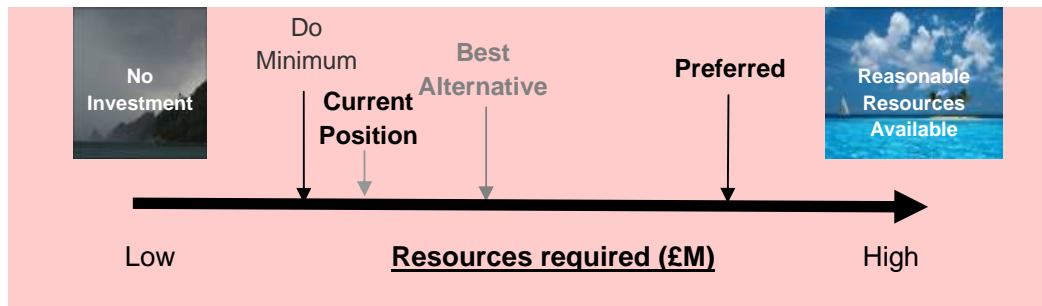 No
Investment
Do
Minimum
Current
Position
Best
Alternative
Preferred
Reasonable
Resources
Available
Low
Resources required (£M)
High